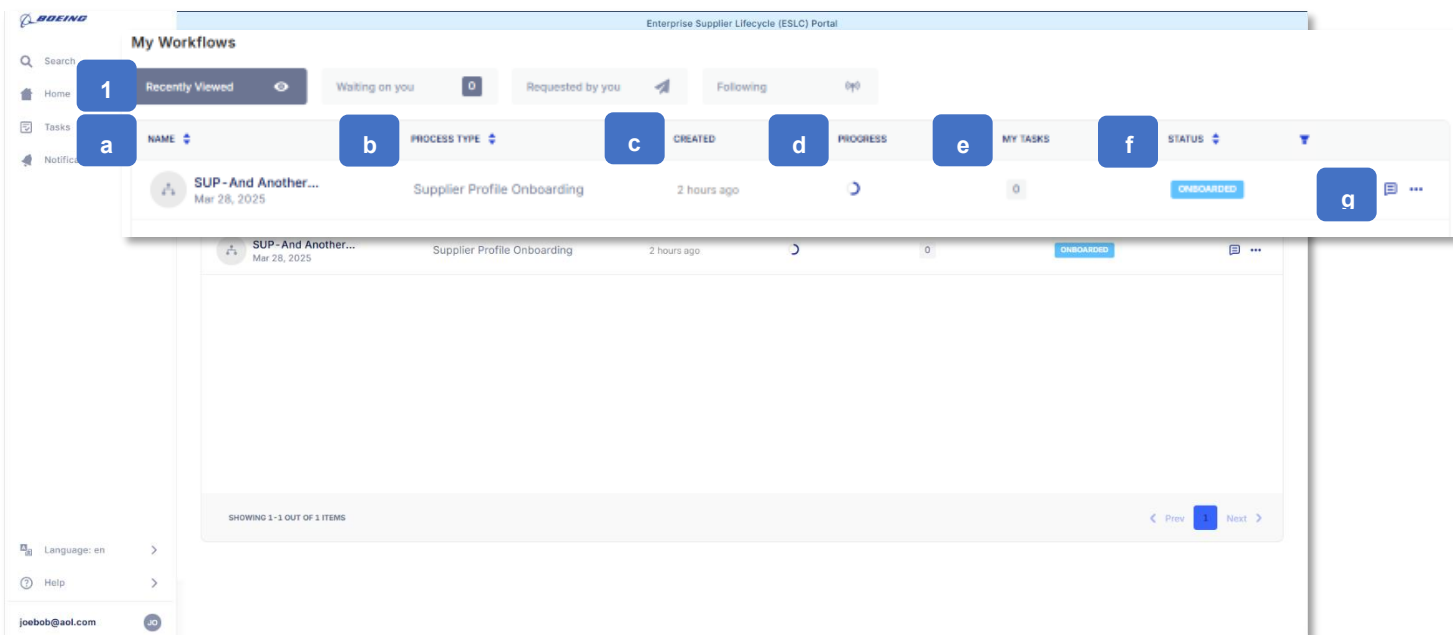 BOEING
Enterprise Supplier Lifecycle (ESLC) Portal
My Workflows
Search
Home
Tasks
1 Recently Viewed Waiting on you 0 Requested by you Following
a NAME b PROCESS TYPE c CREATED d PROGRESS e MY TASKS f STATUS
SUP-And Another... Supplier Profile Onboarding 2 hours ago 0 ONBOARDED g
Mar 28, 2025
SUP-And Another... Supplier Profile Onboarding 2 hours ago 0 ONBOARDED
Mar 28, 2025
SHOWING 1-1 OUT OF 1 ITEMS Prev 1 Next
Language: en
Help
joebob@aol.com JO